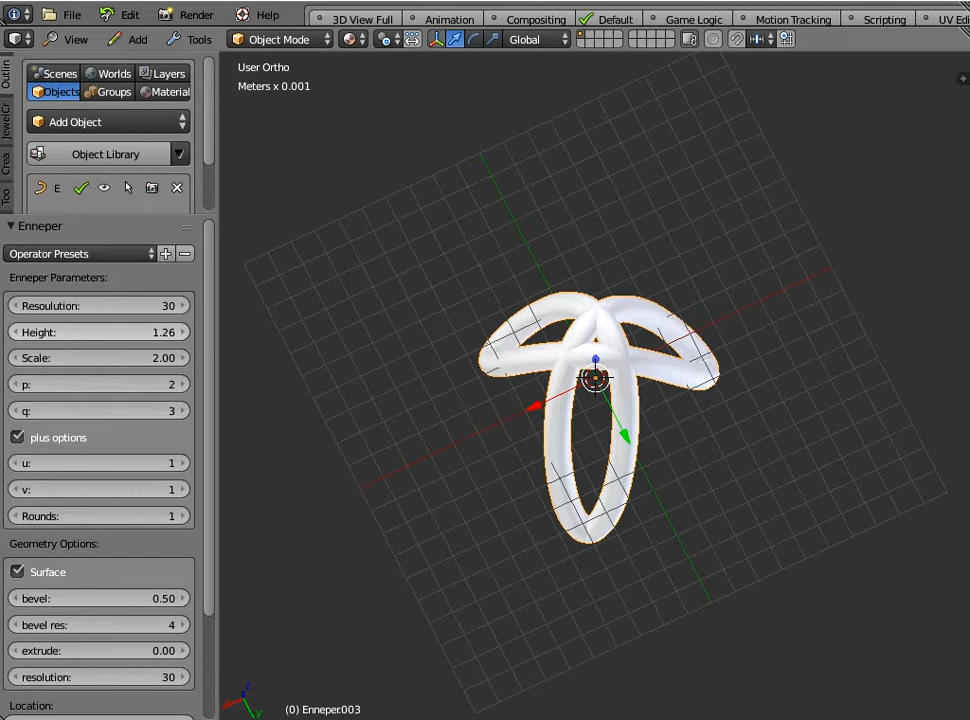 File Edit Render Help 3D View Full Animation Compositing Default Game Logic Motion Tracking Scripting UV Edi
View Add Tools Object Mode Global
Outlin
JewelCr
Crea
Too
Scenes Worlds Layers
Objects Groups Material
Add Object
Object Library
E
Enneper
Operator Presets
Enneper Parameters:
Resoulution: 30
Height: 1.26
Scale: 2.00
p: 2
q: 3
plus options
u: 1
v: 1
Rounds: 1
Geometry Options:
Surface
bevel: 0.50
bevel res: 4
extrude: 0.00
resolution: 30
Location:
User Ortho
Meters x 0.001
z
y
(0) Enneper.003